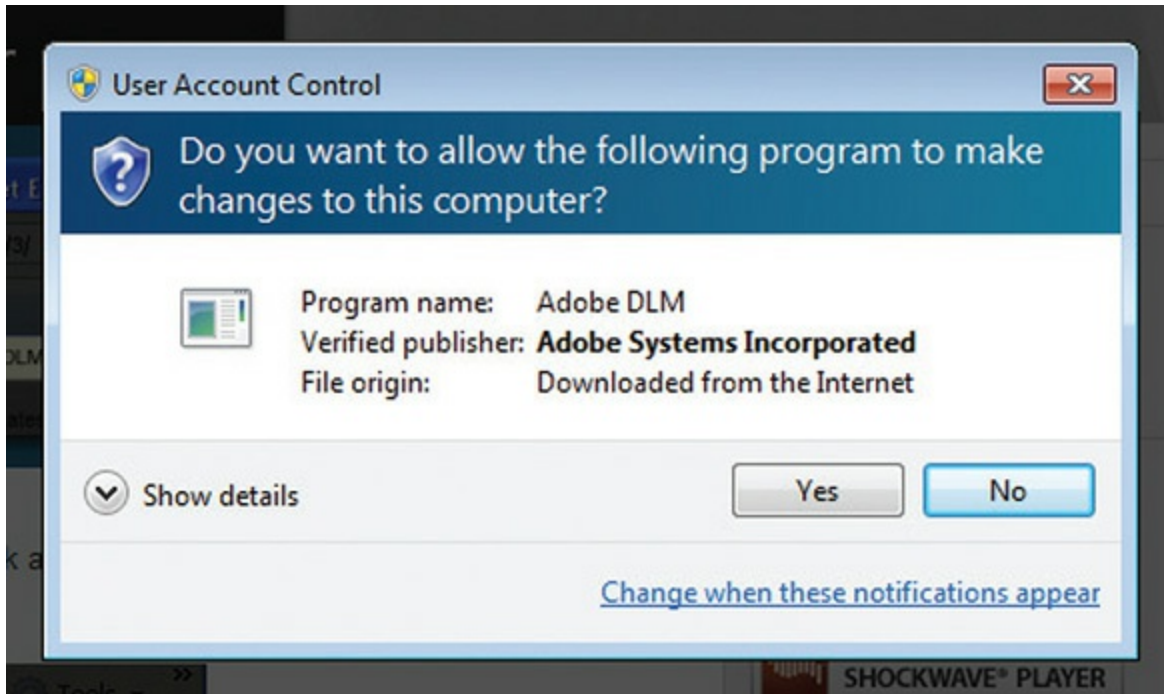 User Account Control
Do you want to allow the following program to make
changes to this computer?
Program name: Adobe DLM
Verified publisher: Adobe Systems Incorporated
File origin: Downloaded from the Internet
Show details
Yes
No
Change when these notifications appear
Tools
SHOCKWAVE® PLAYER